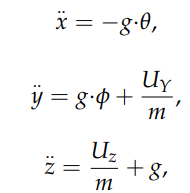 ẍ = −g·θ,
ÿ = g·ϕ + U_Y/m,
z̈ = U_z/m + g,